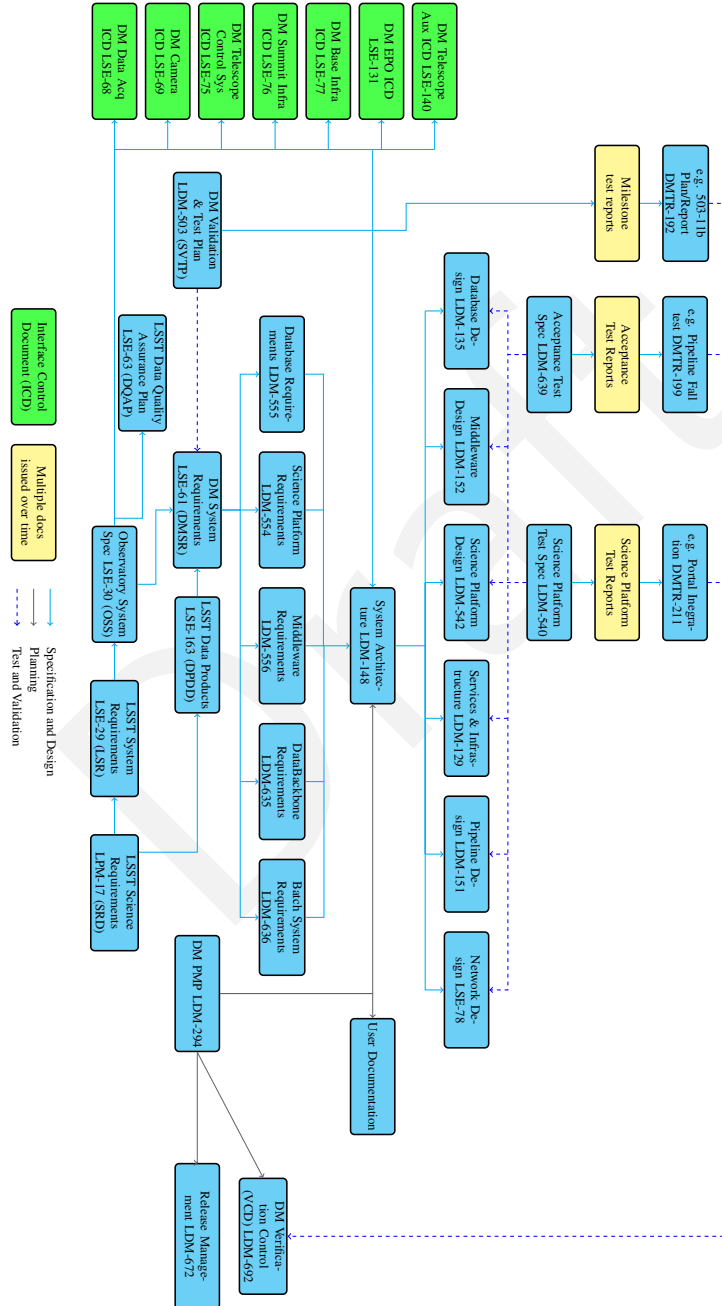 e.g. 503-11b
Plan/Report
DMTR-192
e.g. Pipeline Fall
test DMTR-199
e.g. Portal Inegra-
tion DMTR-211
Milestone
test reports
Acceptance
Test Reports
Science Platform
Test Reports
Acceptance Test
Spec LDM-639
Science Platform
Test Spec LDM-540
Database De-
sign LDM-135
Middleware
Design LDM-152
Science Platform
Design LDM-542
Services & Infras-
tructure LDM-129
Pipeline De-
sign LDM-151
Network De-
sign LSE-78
DM Telescope
Aux ICD LSE-140
DM EPO ICD
LSE-131
DM Base Infra
ICD LSE-77
DM Summit Infra
ICD LSE-76
DM Telescope
Control Sys
ICD LSE-75
DM Camera
ICD LSE-69
DM Data Acq
ICD LSE-68
System Architec-
ture LDM-148
User Documentation
Database Require-
ments LDM-555
Science Platform
Requirements
LDM-554
Middleware
Requirements
LDM-556
DataBackbone
Requirements
LDM-635
Batch System
Requirements
LDM-636
DM Verifica-
tion Control
(VCD) LDM-692
DM Validation
& Test Plan
LDM-503 (SVTP)
DM System
Requirements
LSE-61 (DMSR)
LSST Data Products
LSE-163 (DPDD)
DM PMP LDM-294
Release Manage-
ment LDM-672
LSST Data Quality
Assurance Plan
LSE-63 (DQAP)
Observatory System
Spec LSE-30 (OSS)
LSST System
Requirements
LSE-29 (LSR)
LSST Science
Requirements
LPM-17 (SRD)
Interface Control
Document (ICD)
Multiple docs
issued over time
Specification and Design
Planning
Test and Validation
Draft